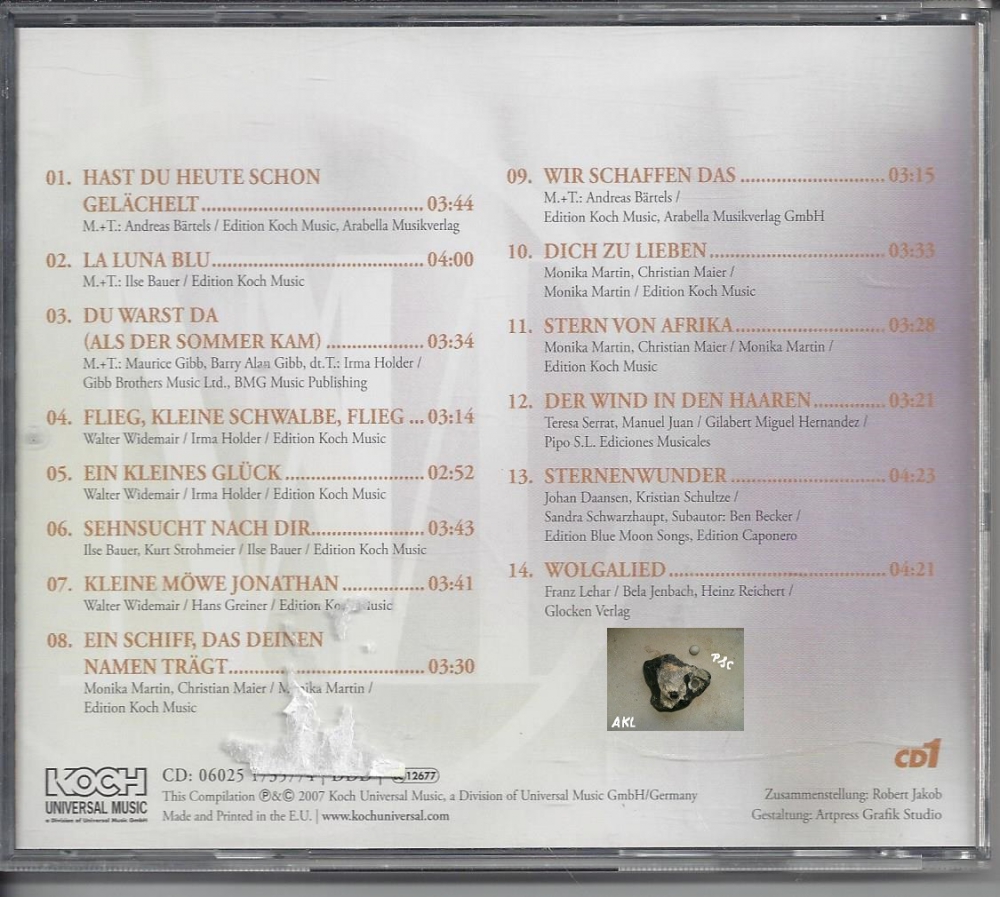 01. HAST DU HEUTE SCHON
GELÄCHELT........................................ 03:44
M.+T.: Andreas Bärtels / Edition Koch Music, Arabella Musikverlag
02. LA LUNA BLU...................................... 04:00
M.+T.: Ilse Bauer / Edition Koch Music
03. DU WARST DA
(ALS DER SOMMER KAM) ................. 03:34
M.+T.: Maurice Gibb, Barry Alan Gibb, dt.T.: Irma Holder /
Gibb Brothers Music Ltd., BMG Music Publishing
04. FLIEG, KLEINE SCHWALBE, FLIEG ... 03:14
Walter Widemair / Irma Holder / Edition Koch Music
05. EIN KLEINES GLÜCK ......................... 02:52
Walter Widemair / Irma Holder / Edition Koch Music
06. SEHNSUCHT NACH DIR.................... 03:43
Ilse Bauer, Kurt Strohmeier / Ilse Bauer / Edition Koch Music
07. KLEINE MÖWE JONATHAN .............. 03:41
Walter Widemair / Hans Greiner / Edition Music
08. EIN SCHIFF, DAS DEINEN
NAMEN TRÄGT................................... 03:30
Monika Martin, Christian Maier / Monika Martin /
Edition Koch Music
09. WIR SCHAFFEN DAS ......................... 03:15
M.+T.: Andreas Bärtels /
Edition Koch Music, Arabella Musikverlag GmbH
10. DICH ZU LIEBEN ............................... 03:33
Monika Martin, Christian Maier /
Monika Martin / Edition Koch Music
11. STERN VON AFRIKA .......................... 03:28
Monika Martin, Christian Maier / Monika Martin /
Edition Koch Music
12. DER WIND IN DEN HAAREN ............. 03:21
Teresa Serrat, Manuel Juan / Gilabert Miguel Hernandez /
Pipo S.L. Ediciones Musicales
13. STERNENWUNDER ........................... 04:23
Johan Daansen, Kristian Schultze /
Sandra Schwarzhaupt, Subautor: Ben Becker /
Edition Blue Moon Songs, Edition Caponero
14. WOLGALIED ...................................... 04:21
Franz Lehar / Bela Jenbach, Heinz Reichert /
Glocken Verlag
PSC
AKL
CD1
KOCH
UNIVERSAL MUSIC
a Division of Universal Music GmbH
CD: 06025 | | 12677
This Compilation ℗&© 2007 Koch Universal Music, a Division of Universal Music GmbH/Germany
Made and Printed in the E.U. | www.kochuniversal.com
Zusammenstellung: Robert Jakob
Gestaltung: Artpress Grafik Studio